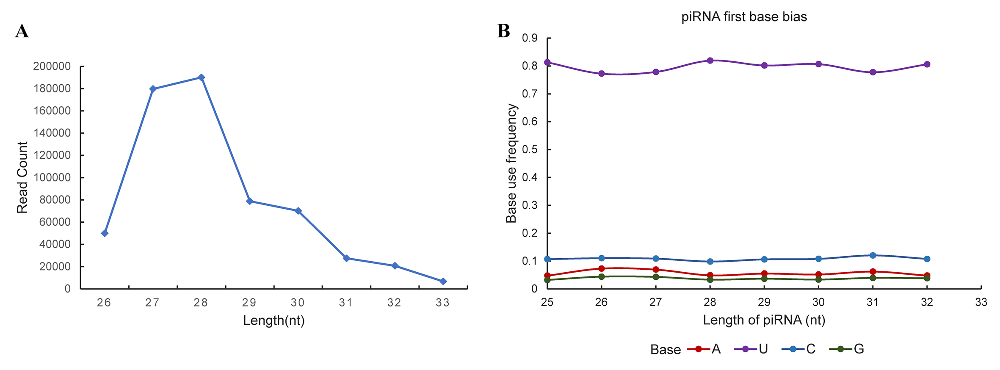 A
200000
180000
160000
140000
120000
100000
80000
60000
40000
20000
0
Read Count
26 27 28 29 30 31 32 33
Length(nt)
B
piRNA first base bias
0.9
0.8
0.7
0.6
0.5
0.4
0.3
0.2
0.1
0
Base use frequency
25 26 27 28 29 30 31 32 33
Length of piRNA (nt)
Base A U C G